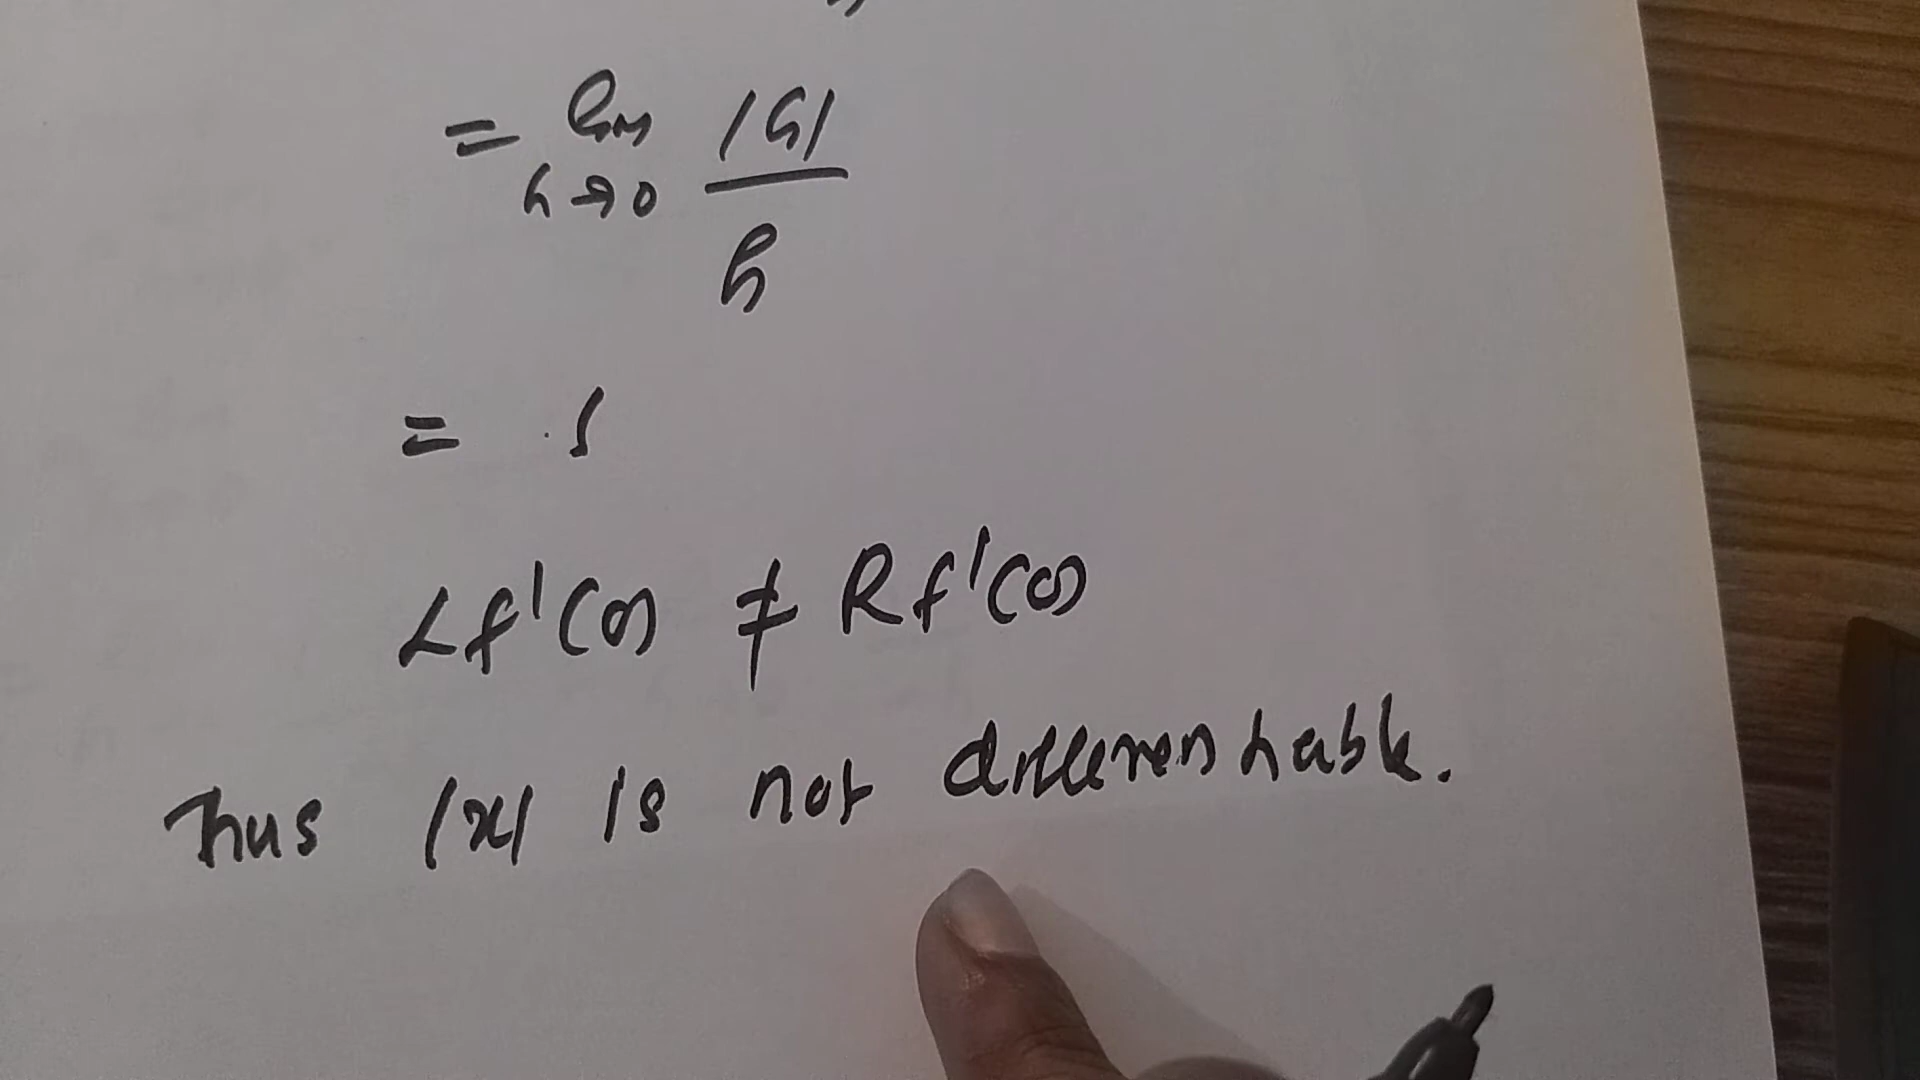 = lim |h|
h→0 h
= 1
Lf'(0) ≠ Rf'(0)
Thus |x| is not differentiable.